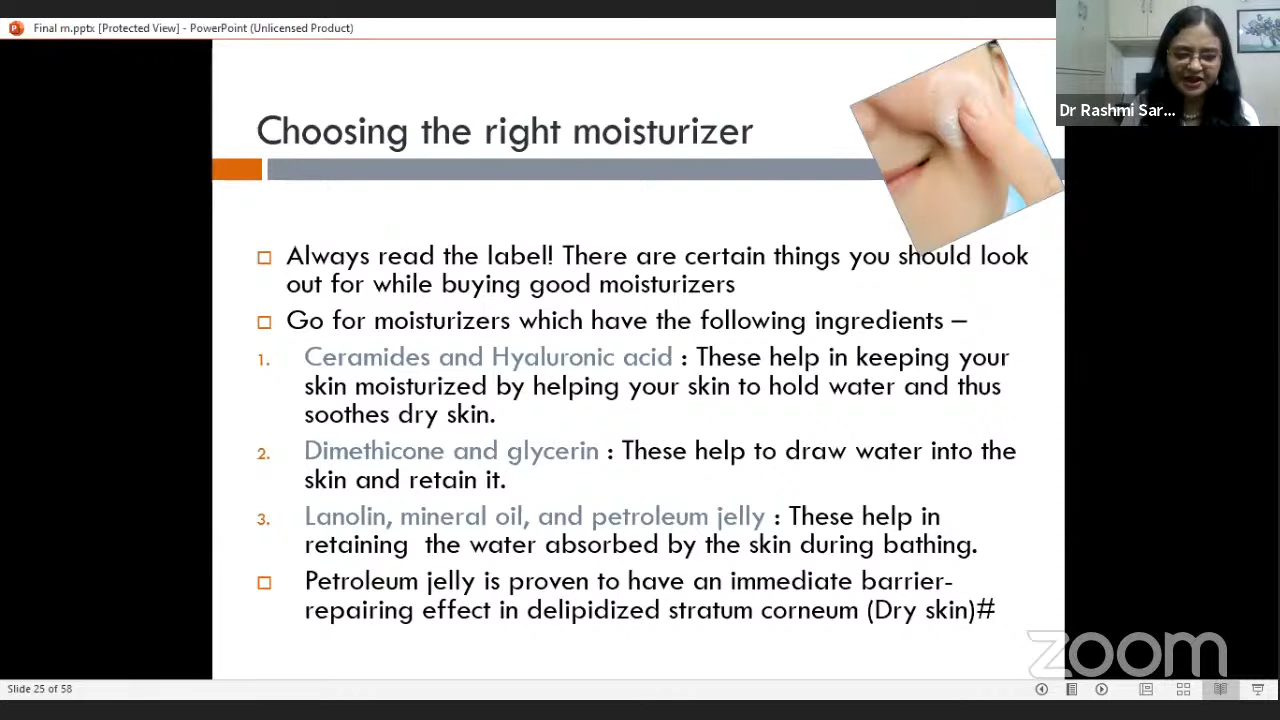 Final m.pptx [Protected View] - PowerPoint (Unlicensed Product)
Dr Rashmi Sar...
Choosing the right moisturizer
Always read the label! There are certain things you should look
out for while buying good moisturizers
Go for moisturizers which have the following ingredients –
1. Ceramides and Hyaluronic acid : These help in keeping your
skin moisturized by helping your skin to hold water and thus
soothes dry skin.
2. Dimethicone and glycerin : These help to draw water into the
skin and retain it.
3. Lanolin, mineral oil, and petroleum jelly : These help in
retaining the water absorbed by the skin during bathing.
Petroleum jelly is proven to have an immediate barrier-
repairing effect in delipidized stratum corneum (Dry skin)#
zoom
Slide 25 of 58